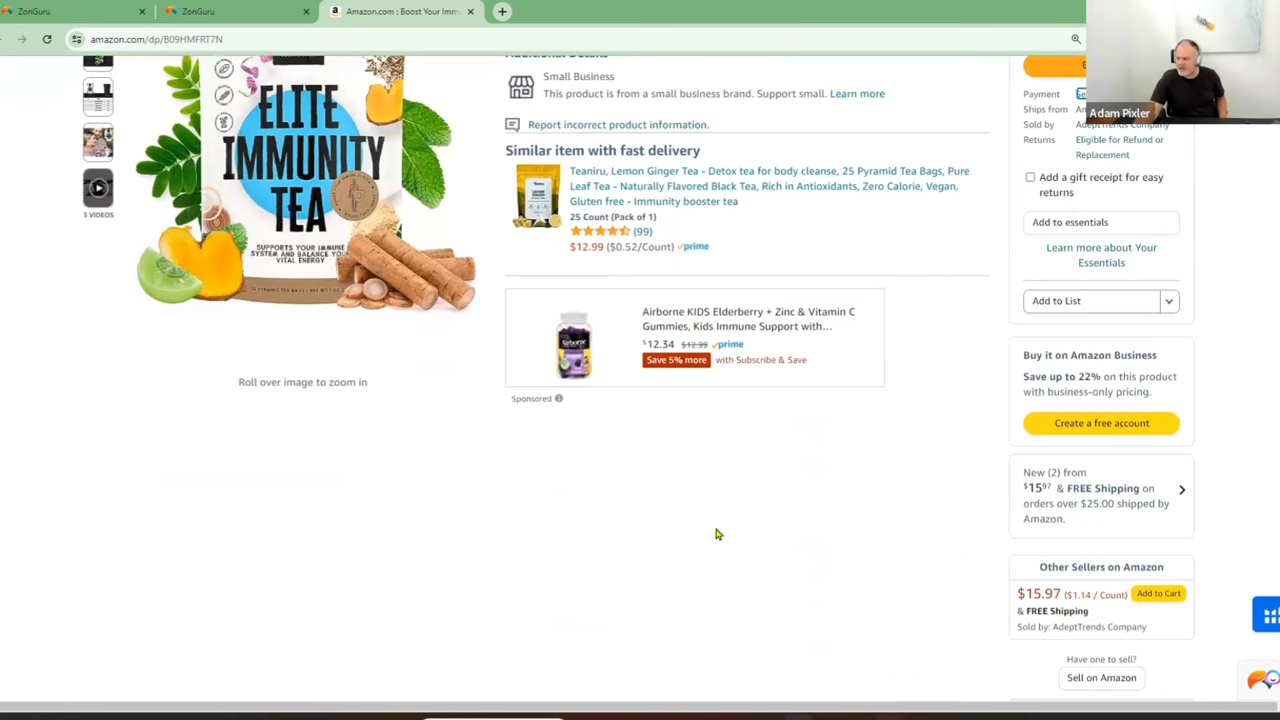 ZonGuru
ZonGuru
Amazon.com : Boost Your Imm
amazon.com/dp/B09HMFRT7N
Adam Pixler
ELITE
IMMUNITY
TEA
SUPPORTS YOUR IMMUNE
SYSTEM AND BALANCE YOUR
VITAL ENERGY
5 VIDEOS
Roll over image to zoom in
Additional Details
Small Business
This product is from a small business brand. Support small. Learn more
Report incorrect product information.
Similar item with fast delivery
Teaniru, Lemon Ginger Tea - Detox tea for body cleanse, 25 Pyramid Tea Bags, Pure
Leaf Tea - Naturally Flavored Black Tea, Rich in Antioxidants, Zero Calorie, Vegan,
Gluten free - Immunity booster tea
25 Count (Pack of 1)
(99)
$12.99 ($0.52/Count) prime
Airborne KIDS Elderberry + Zinc & Vitamin C
Gummies, Kids Immune Support with...
$12.34 $12.99 prime
Save 5% more with Subscribe & Save
Sponsored
Payment
Ships from
Sold by AdeptTrends Company
Returns Eligible for Refund or
Replacement
Add a gift receipt for easy
returns
Add to essentials
Learn more about Your
Essentials
Add to List
Buy it on Amazon Business
Save up to 22% on this product
with business-only pricing.
Create a free account
New (2) from
$15.97 & FREE Shipping on
orders over $25.00 shipped by
Amazon.
Other Sellers on Amazon
$15.97 ($1.14 / Count) Add to Cart
& FREE Shipping
Sold by: AdeptTrends Company
Have one to sell?
Sell on Amazon